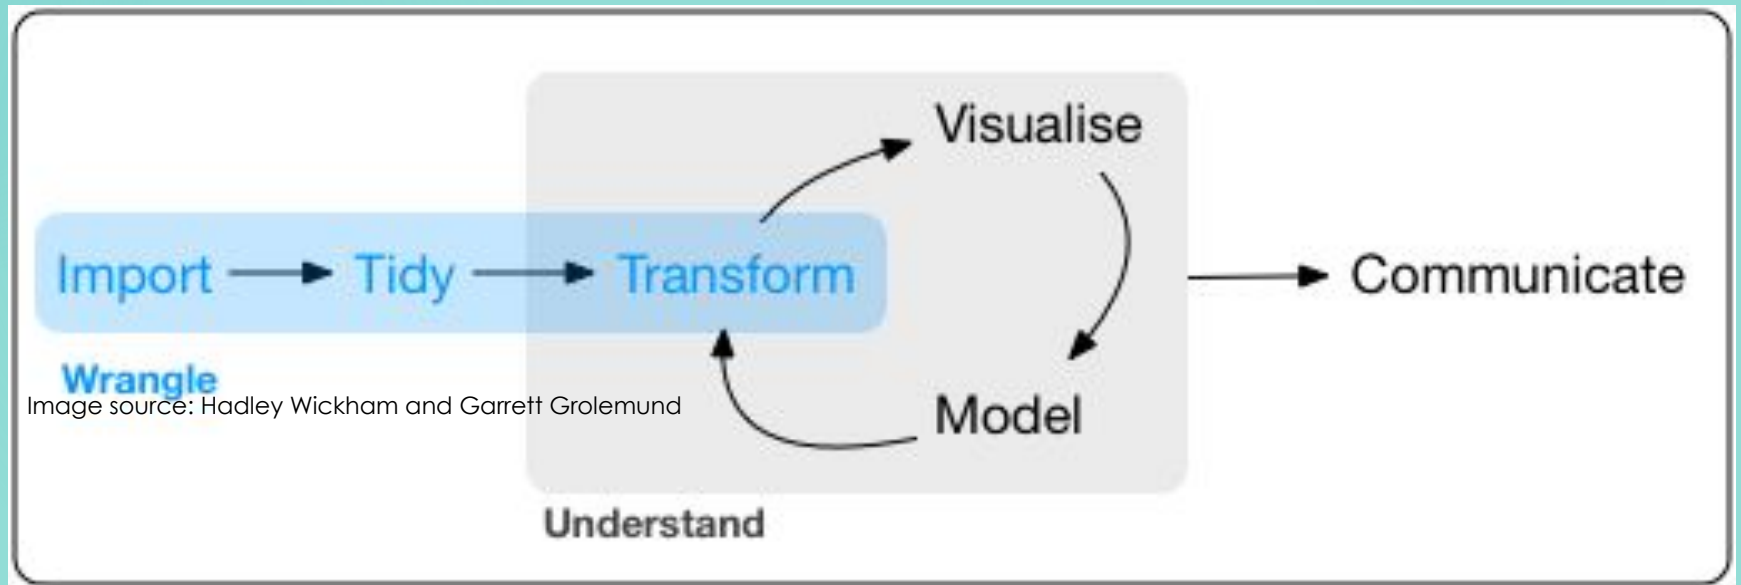 Visualise
Import Tidy Transform Communicate
Wrangle
Image source: Hadley Wickham and Garrett Grolemund
Model
Understand